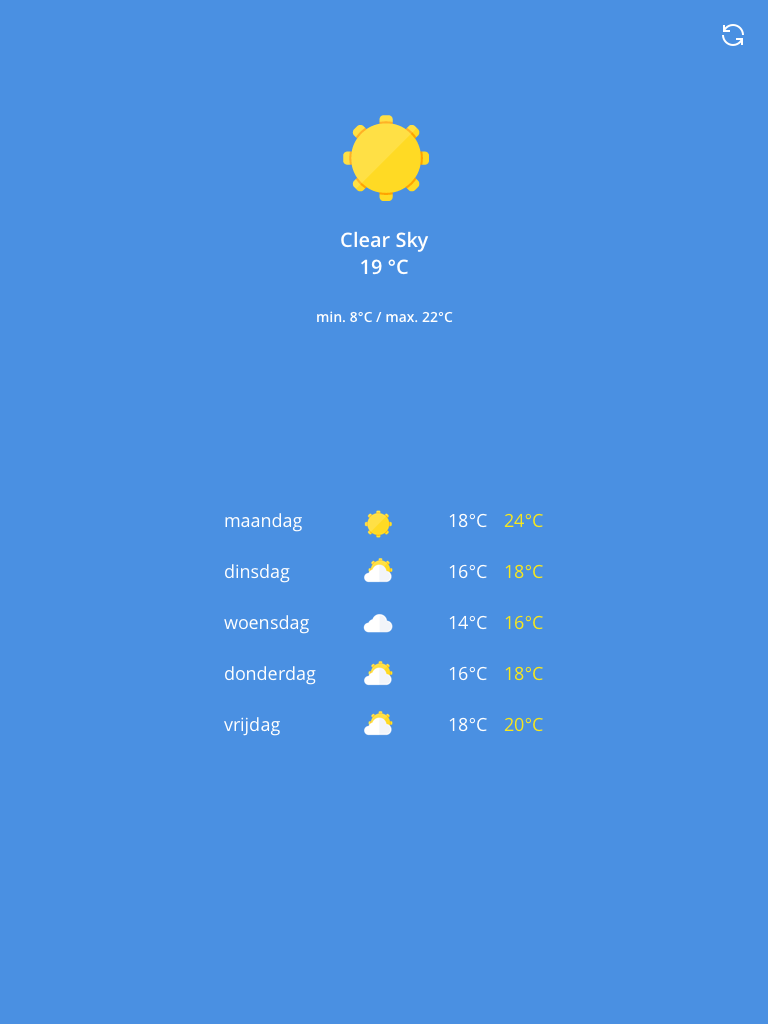 Clear Sky
19 °C
min. 8°C / max. 22°C
maandag 18°C 24°C
dinsdag 16°C 18°C
woensdag 14°C 16°C
donderdag 16°C 18°C
vrijdag 18°C 20°C